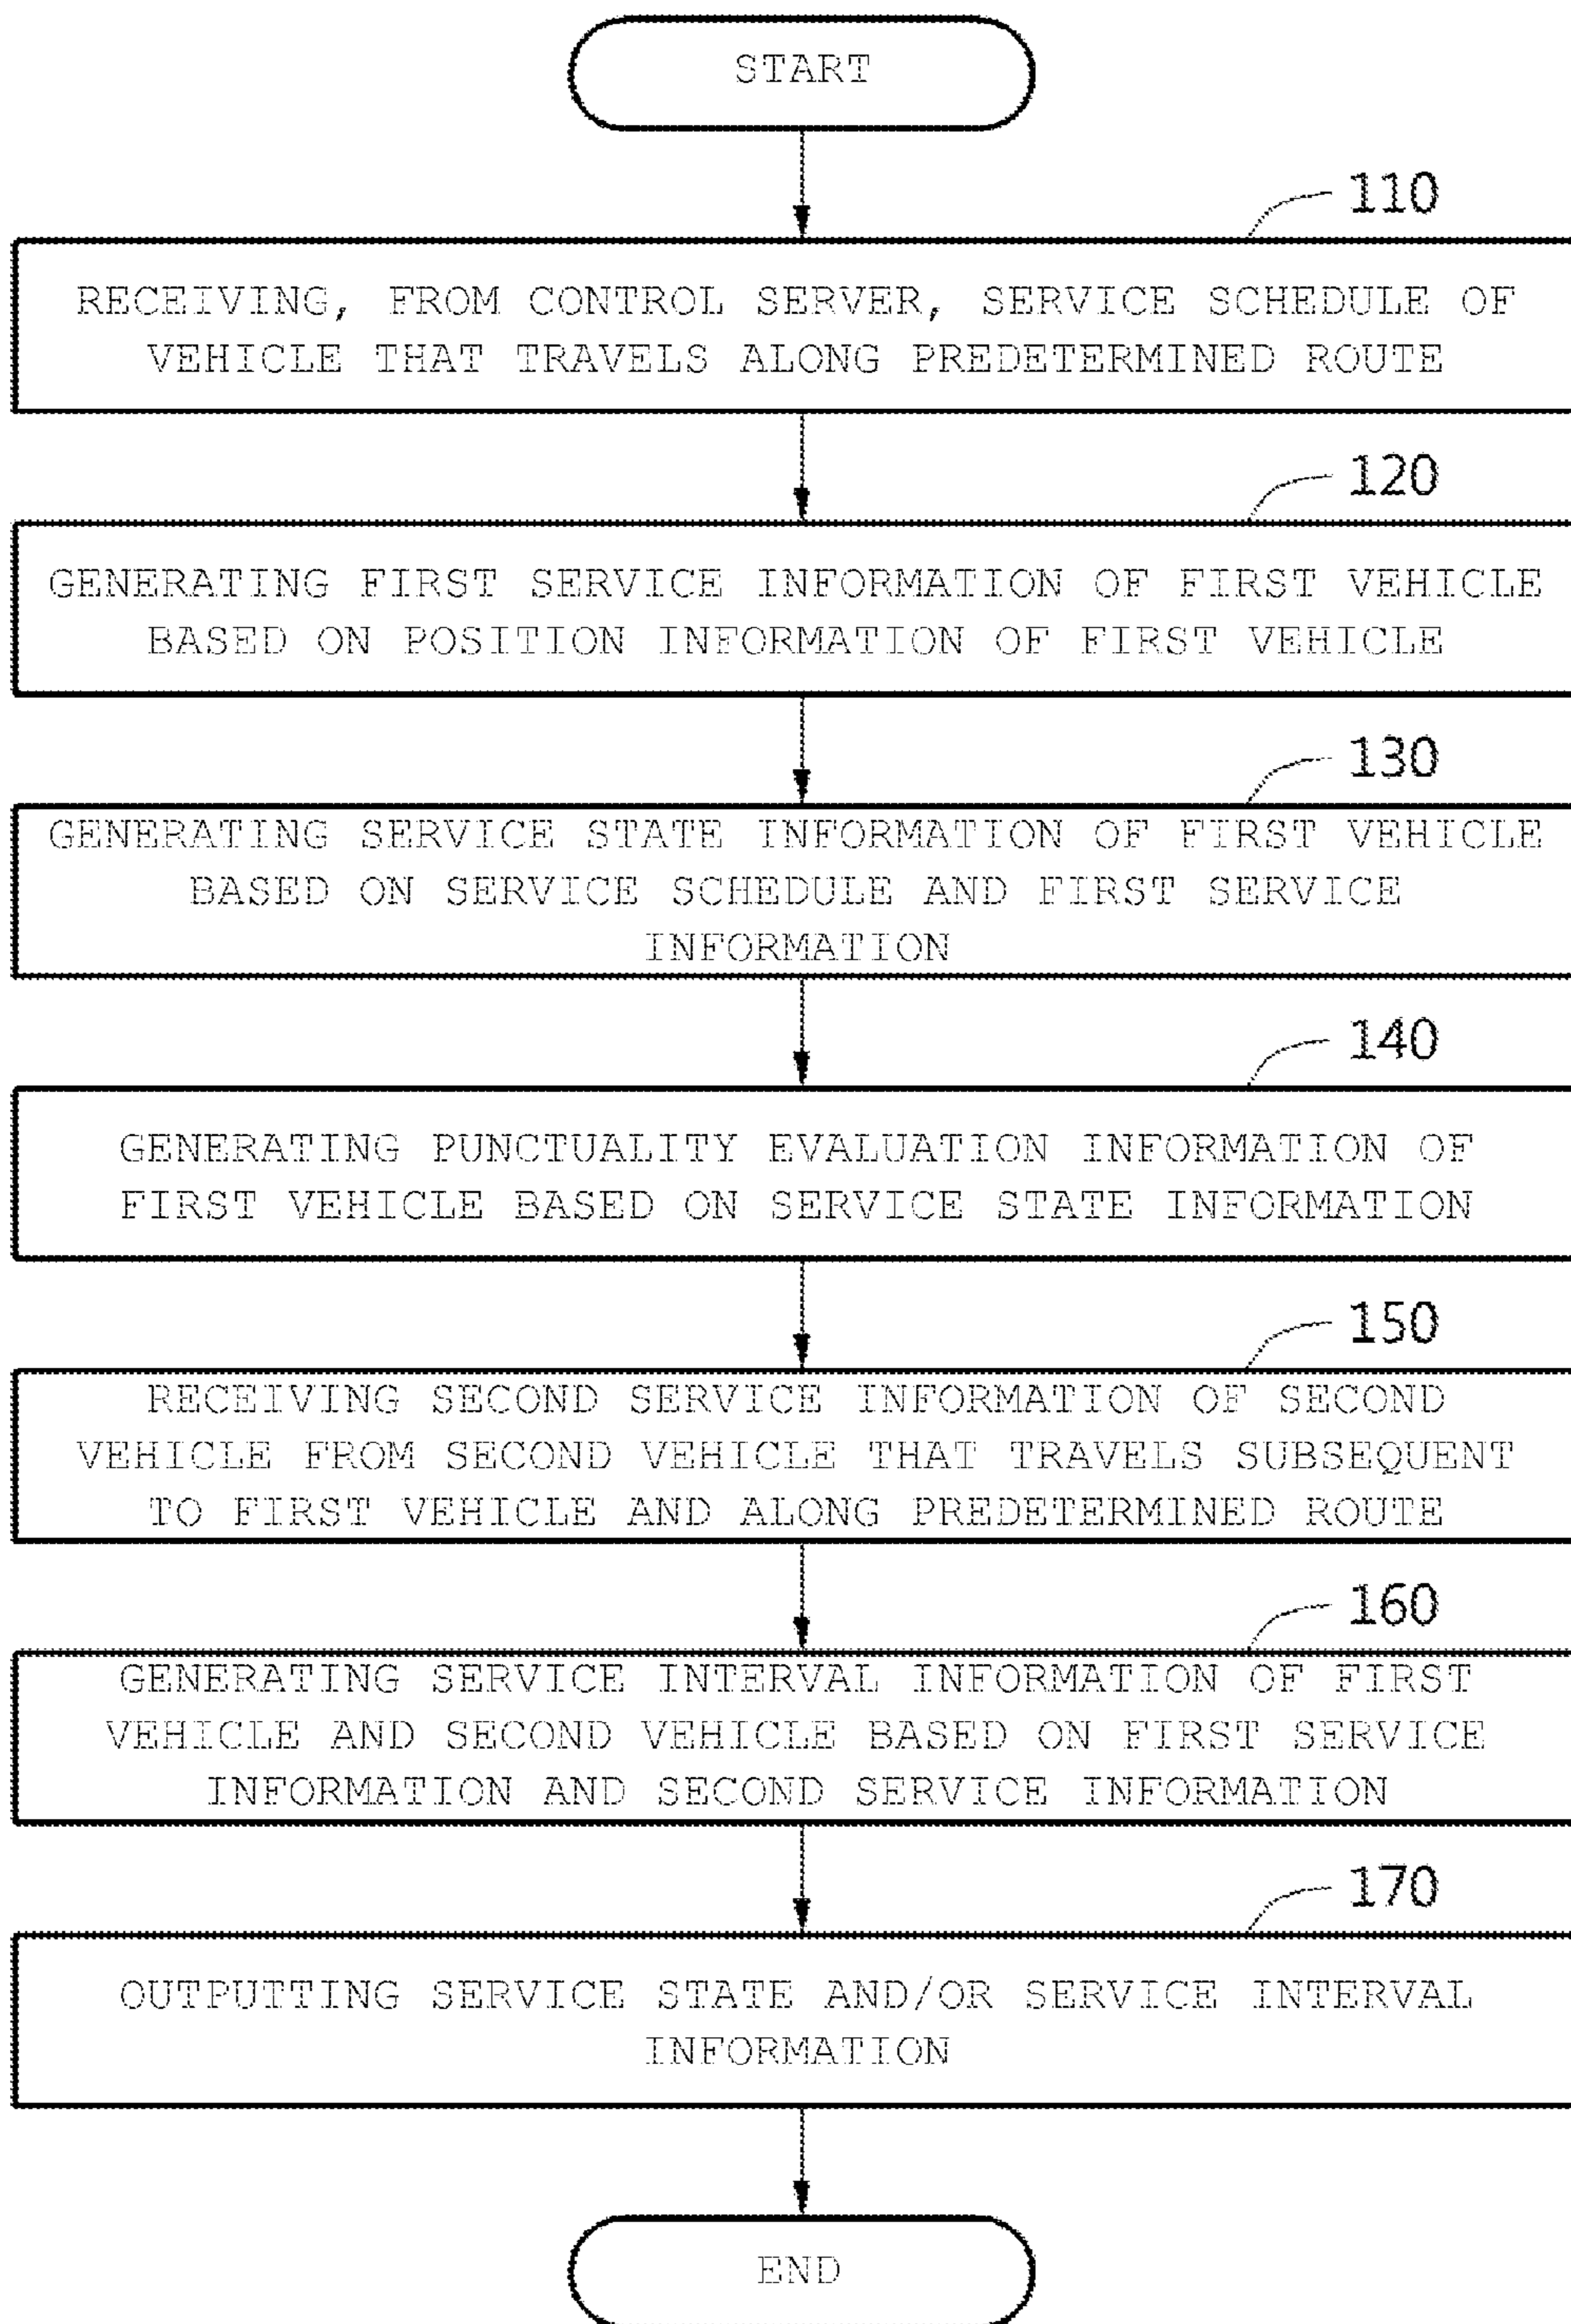 START
110
RECEIVING, FROM CONTROL SERVER, SERVICE SCHEDULE OF
VEHICLE THAT TRAVELS ALONG PREDETERMINED ROUTE
120
GENERATING FIRST SERVICE INFORMATION OF FIRST VEHICLE
BASED ON POSITION INFORMATION OF FIRST VEHICLE
130
GENERATING SERVICE STATE INFORMATION OF FIRST VEHICLE
BASED ON SERVICE SCHEDULE AND FIRST SERVICE
INFORMATION
140
GENERATING PUNCTUALITY EVALUATION INFORMATION OF
FIRST VEHICLE BASED ON SERVICE STATE INFORMATION
150
RECEIVING SECOND SERVICE INFORMATION OF SECOND
VEHICLE FROM SECOND VEHICLE THAT TRAVELS SUBSEQUENT
TO FIRST VEHICLE AND ALONG PREDETERMINED ROUTE
160
GENERATING SERVICE INTERVAL INFORMATION OF FIRST
VEHICLE AND SECOND VEHICLE BASED ON FIRST SERVICE
INFORMATION AND SECOND SERVICE INFORMATION
170
OUTPUTTING SERVICE STATE AND/OR SERVICE INTERVAL
INFORMATION
END